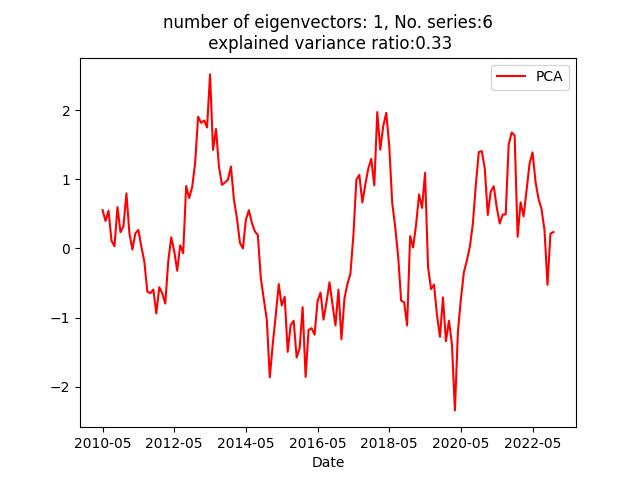 number of eigenvectors: 1, No. series:6
explained variance ratio:0.33
PCA
2
1
0
−1
−2
2010-05 2012-05 2014-05 2016-05 2018-05 2020-05 2022-05
Date